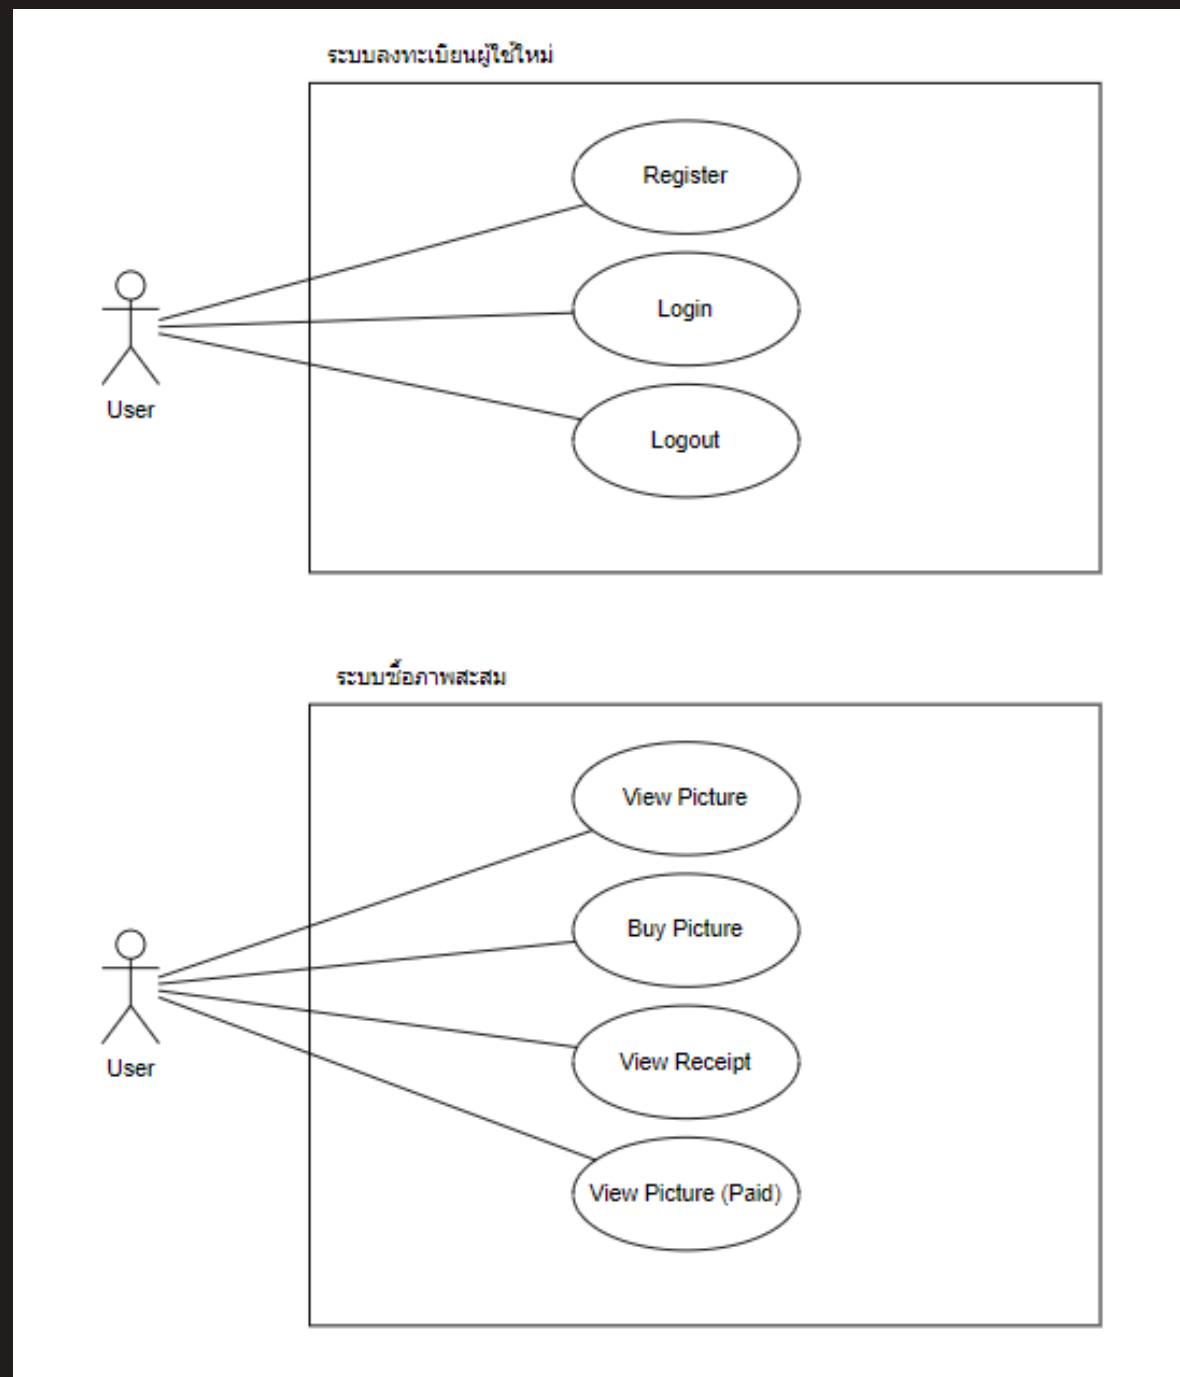 ระบบลงทะเบียนผู้ใช้ใหม่
Register
Login
Logout
User
ระบบซื้อภาพสะสม
View Picture
Buy Picture
View Receipt
View Picture (Paid)
User